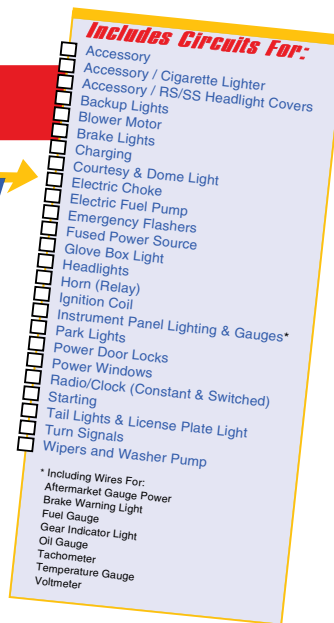 Includes Circuits For:
Accessory
Accessory / Cigarette Lighter
Accessory / RS/SS Headlight Covers
Backup Lights
Blower Motor
Brake Lights
Charging
Courtesy & Dome Light
Electric Choke
Electric Fuel Pump
Emergency Flashers
Fused Power Source
Glove Box Light
Headlights
Horn (Relay)
Ignition Coil
Instrument Panel Lighting & Gauges*
Park Lights
Power Door Locks
Power Windows
Radio/Clock (Constant & Switched)
Starting
Tail Lights & License Plate Light
Turn Signals
Wipers and Washer Pump
* Including Wires For:
Aftermarket Gauge Power
Brake Warning Light
Fuel Gauge
Gear Indicator Light
Oil Gauge
Tachometer
Temperature Gauge
Voltmeter